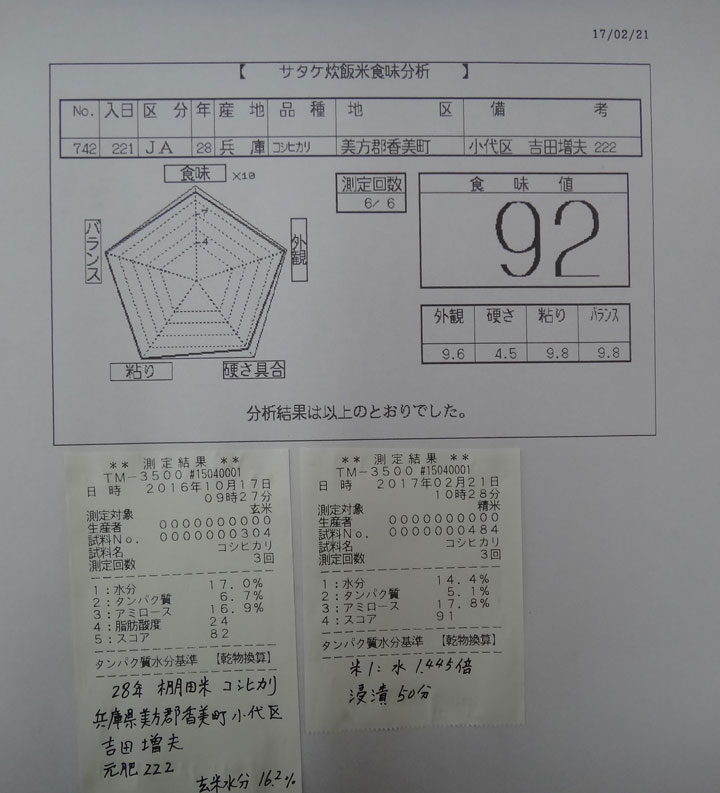 17/02/21
【 サタケ炊飯米食味分析 】
No. 入日 区分 年 産地 品種 地区 備考
742 221 JA 28 兵庫 コシヒカリ 美方郡香美町 小代区 吉田増夫 222
食味 ×10
7
4
外観
硬さ具合
粘り
バランス
測定回数
6/ 6
食味値
92
外観 硬さ 粘り バランス
9.6 4.5 9.8 9.8
分析結果は以上のとおりでした。
** 測定結果 **
TM-3500 #15040001
日 時 2016年10月17日
09時27分
測定対象 玄米
生産者 0000000000
試料No. 0000000304
試料名 コシヒカリ
測定回数 3回
1:水分 17.0%
2:タンパク質 6.7%
3:アミロース 16.9%
4:脂肪酸度 24
5:スコア 82
タンパク質水分基準 【乾物換算】
28年 棚田米 コシヒカリ
兵庫県美方郡香美町小代区
吉田 増夫
元肥 222
玄米水分 16.2%
** 測定結果 **
TM-3500 #15040001
日 時 2017年02月21日
10時28分
測定対象 精米
生産者 0000000000
試料No. 0000000484
試料名 コシヒカリ
測定回数 3回
1:水分 14.4%
2:タンパク質 5.1%
3:アミロース 17.8%
4:スコア 91
タンパク質水分基準 【乾物換算】
米1:水 1.445倍
浸漬 50分